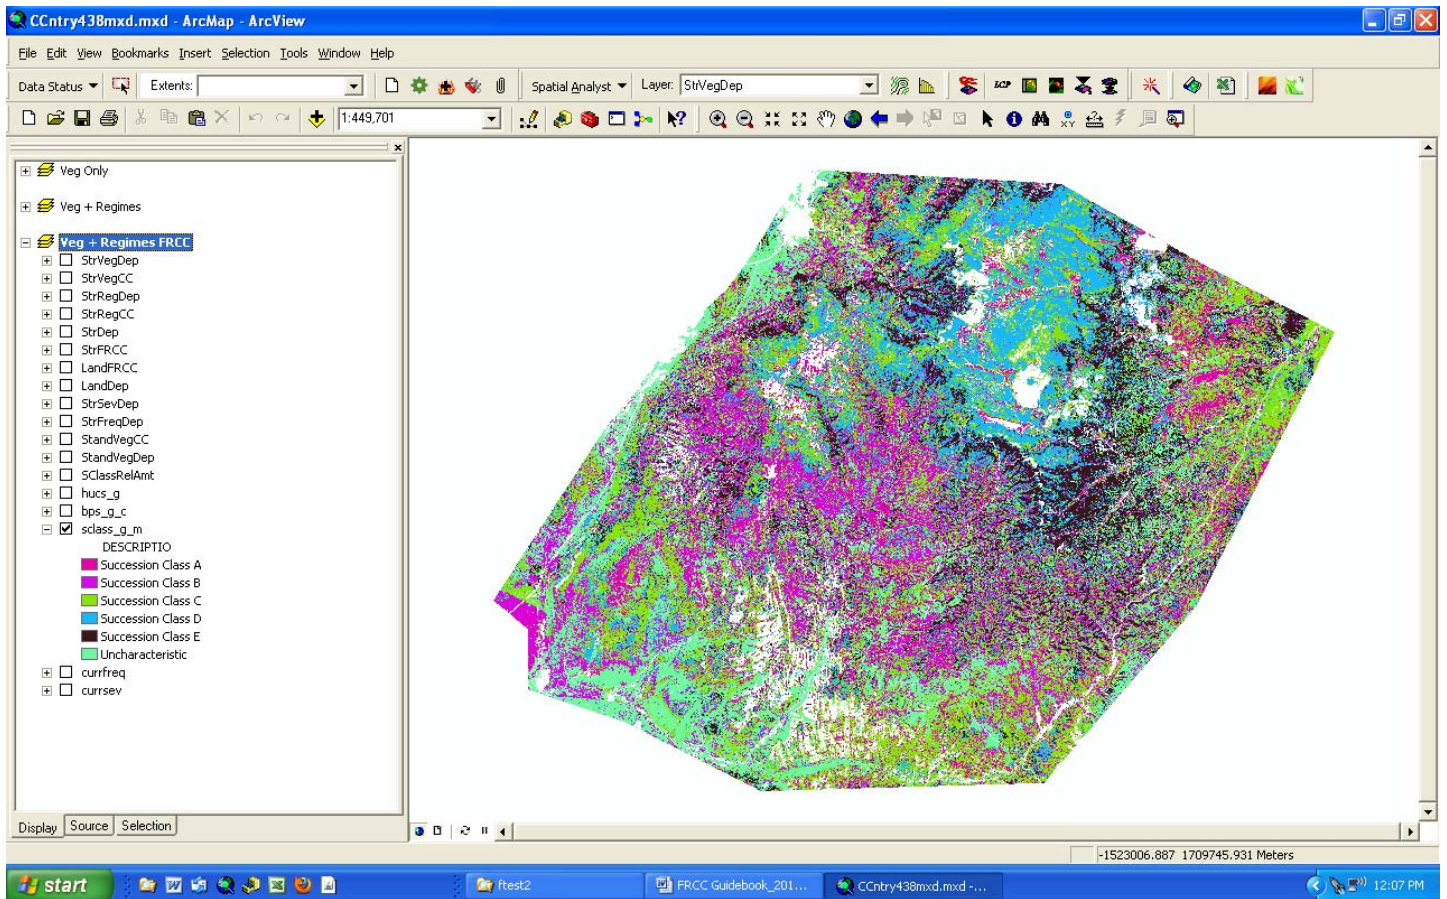 CCntry438mxd.mxd - ArcMap - ArcView
File Edit View Bookmarks Insert Selection Tools Window Help
Data Status Extents: Spatial Analyst Layer: StrVegDep
1:449,701
Veg Only
Veg + Regimes
Veg + Regimes FRCC
StrVegDep
StrVegCC
StrRegDep
StrRegCC
StrDep
StrFRCC
LandFRCC
LandDep
StrSevDep
StrFreqDep
StandVegCC
StandVegDep
SClassRelAmt
hucs_g
bps_g_c
sclass_g_m
DESCRIPTIO
Succession Class A
Succession Class B
Succession Class C
Succession Class D
Succession Class E
Uncharacteristic
currfreq
currsev
Display Source Selection
-1523006.887 1709745.931 Meters
start ftest2 FRCC Guidebook_201... CCntry438mxd.mxd -... 12:07 PM